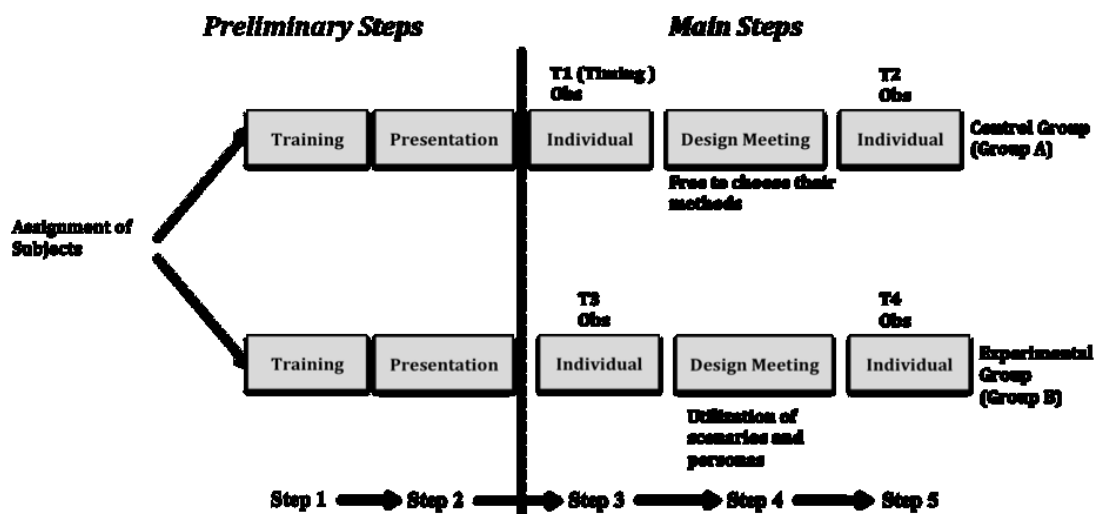 Preliminary Steps
Main Steps
T1 (Timing )
Obs
T2
Obs
Training
Presentation
Individual
Design Meeting
Individual
Control Group
(Group A)
Free to choose their
methods
Assignment of
Subjects
T3
Obs
T4
Obs
Training
Presentation
Individual
Design Meeting
Individual
Experimental
Group
(Group B)
Utilization of
scenarios and
personas
Step 1
Step 2
Step 3
Step 4
Step 5